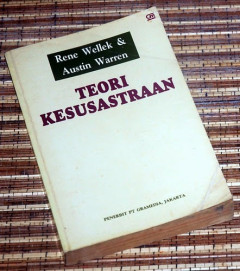 Rene Wellek &
Austin Warren
TEORI
KESUSASTRAAN
PENERBIT PT GRAMEDIA, JAKARTA